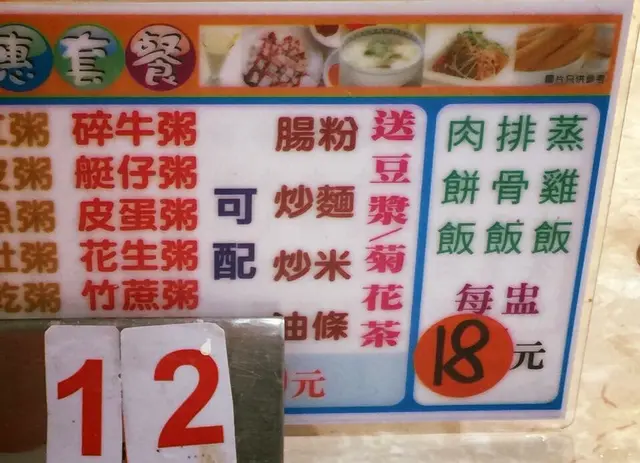 惠套餐
圖片只供參考
粥
粥
魚粥
肚粥
乾粥
碎牛粥
艇仔粥
皮蛋粥
花生粥
竹蔗粥
可配
腸粉
炒麵
炒米
油條
送豆漿/菊花茶
元
肉餅飯
排骨飯
蒸雞飯
每盅
18元
12